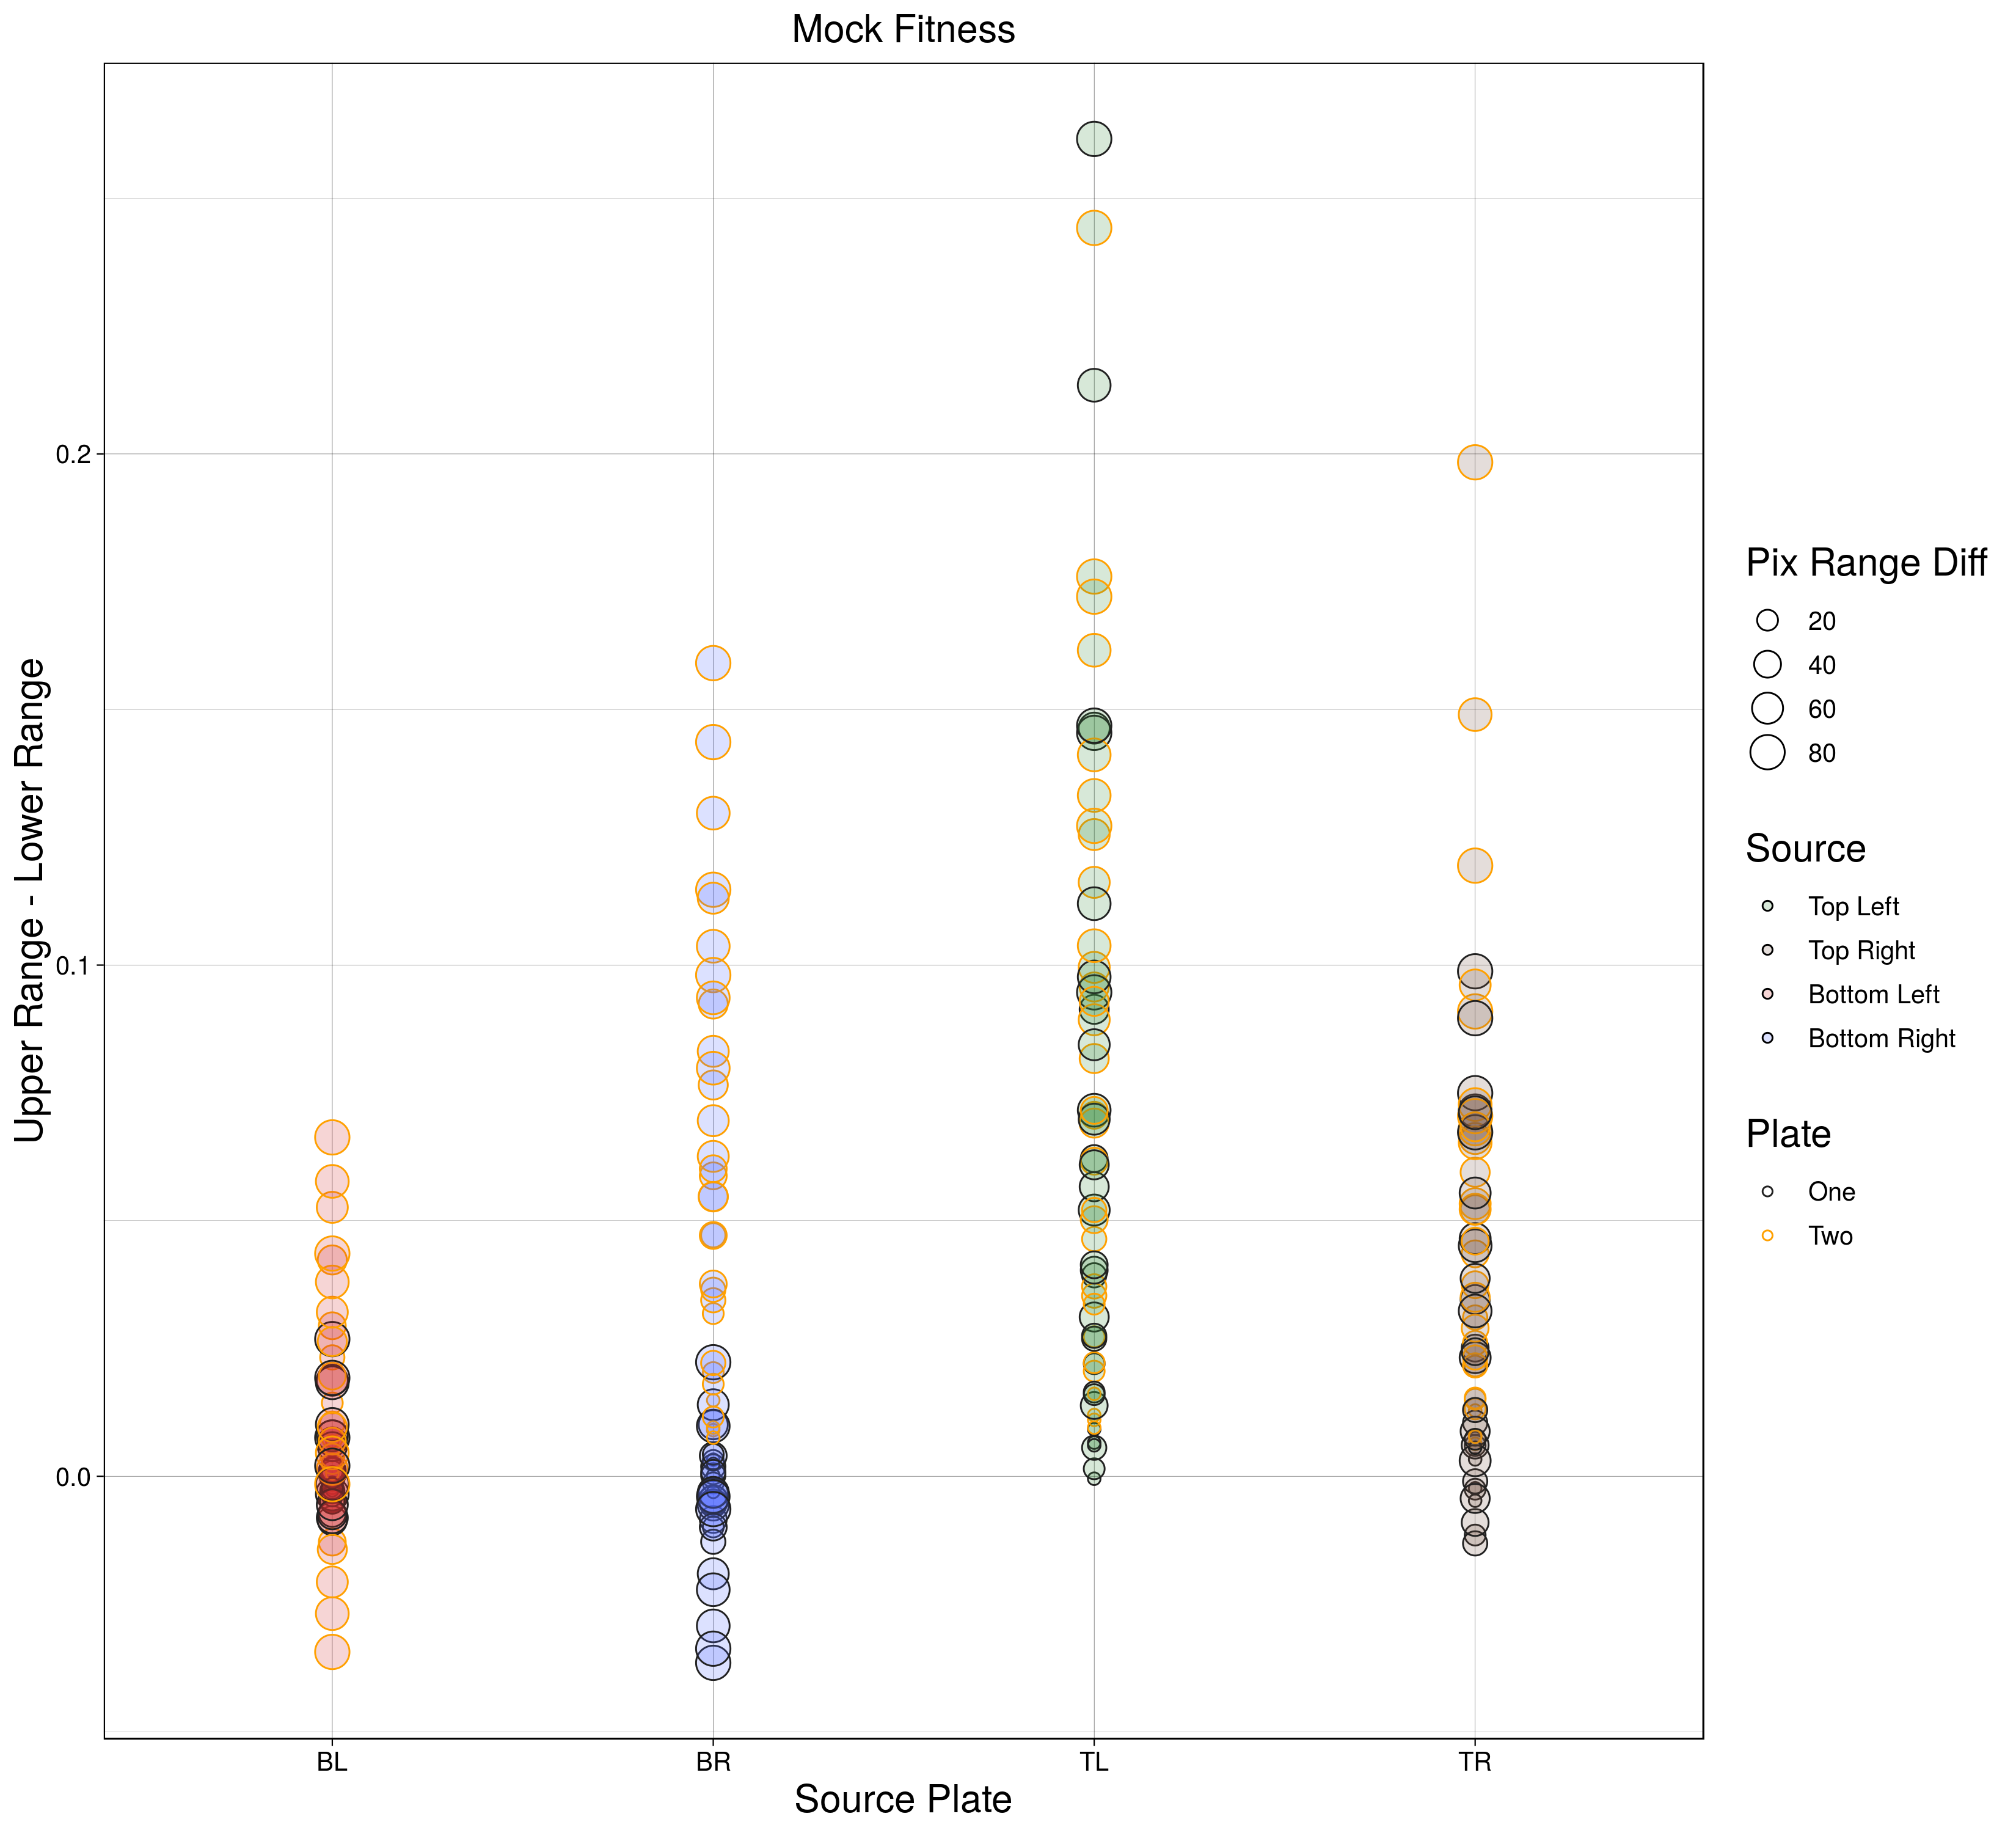 Mock Fitness
Upper Range - Lower Range
0.2
0.1
0.0
BL
BR
TL
TR
Source Plate
Pix Range Diff
20
40
60
80
Source
Top Left
Top Right
Bottom Left
Bottom Right
Plate
One
Two